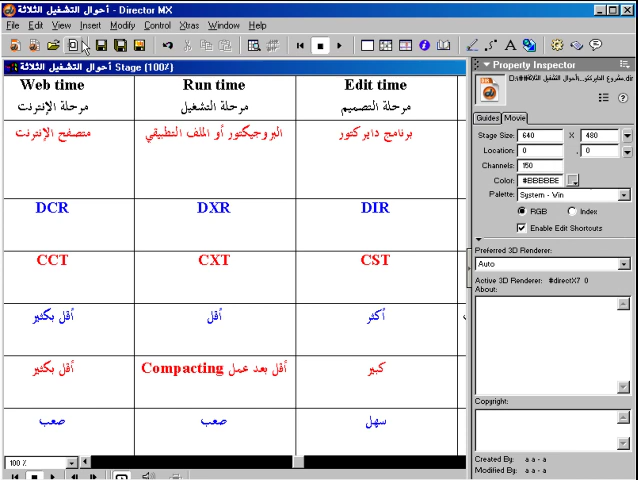 أحوال التشغيل الثلاثة - Director MX
File Edit View Insert Modify Control Xtras Window Help
أحوال التشغيل الثلاثة Stage (100%)
Web time Run time Edit time
مرحلة الإنترنت مرحلة التشغيل مرحلة التصميم
متصفح الإنترنت البروجيكتور أو الملف التطبيقي برنامج دايركتور
DCR DXR DIR
CCT CXT CST
أقل بكثير أقل أكثر
أقل بكثير أقل بعد عمل Compacting كبير
صعب صعب سهل
100 %
Property Inspector
Guides Movie
Stage Size: 640 X 480
Location: 0 , 0
Channels: 150
Color: #BBBBBB
Palette: System - Win
RGB Index
Enable Edit Shortcuts
Preferred 3D Renderer:
Auto
Active 3D Renderer: #directX7_0
About:
Copyright:
Created By: a a - a
Modified By: a a - a